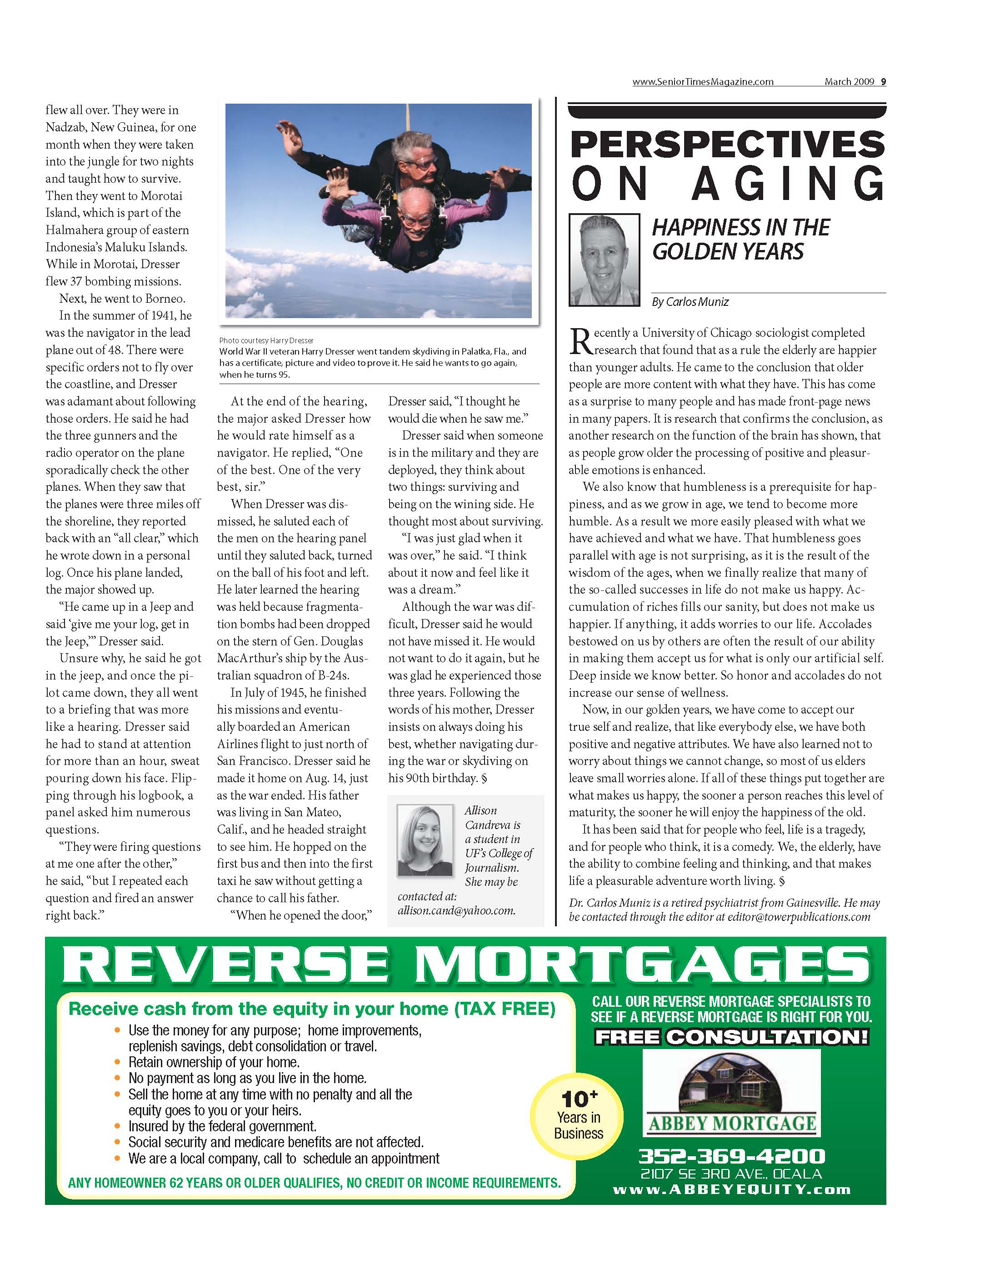 www.SeniorTimesMagazine.com March 2009 9
flew all over. They were in
Nadzab, New Guinea, for one
month when they were taken
into the jungle for two nights
and taught how to survive.
Then they went to Morotai
Island, which is part of the
Halmahera group of eastern
Indonesia’s Maluku Islands.
While in Morotai, Dresser
flew 37 bombing missions.
Next, he went to Borneo.
In the summer of 1941, he
was the navigator in the lead
plane out of 48. There were
specific orders not to fly over
the coastline, and Dresser
was adamant about following
those orders. He said he had
the three gunners and the
radio operator on the plane
sporadically check the other
planes. When they saw that
the planes were three miles off
the shoreline, they reported
back with an “all clear,” which
he wrote down in a personal
log. Once his plane landed,
the major showed up.
“He came up in a Jeep and
said ‘give me your log, get in
the Jeep,’” Dresser said.
Unsure why, he said he got
in the jeep, and once the pi-
lot came down, they all went
to a briefing that was more
like a hearing. Dresser said
he had to stand at attention
for more than an hour, sweat
pouring down his face. Flip-
ping through his logbook, a
panel asked him numerous
questions.
“They were firing questions
at me one after the other,”
he said, “but I repeated each
question and fired an answer
right back.”
Photo courtesy Harry Dresser
World War II veteran Harry Dresser went tandem skydiving in Palatka, Fla., and
has a certificate, picture and video to prove it. He said he wants to go again,
when he turns 95.
At the end of the hearing,
the major asked Dresser how
he would rate himself as a
navigator. He replied, “One
of the best. One of the very
best, sir.”
When Dresser was dis-
missed, he saluted each of
the men on the hearing panel
until they saluted back, turned
on the ball of his foot and left.
He later learned the hearing
was held because fragmenta-
tion bombs had been dropped
on the stern of Gen. Douglas
MacArthur’s ship by the Aus-
tralian squadron of B-24s.
In July of 1945, he finished
his missions and eventu-
ally boarded an American
Airlines flight to just north of
San Francisco. Dresser said he
made it home on Aug. 14, just
as the war ended. His father
was living in San Mateo,
Calif., and he headed straight
to see him. He hopped on the
first bus and then into the first
taxi he saw without getting a
chance to call his father.
“When he opened the door,”
Dresser said, “I thought he
would die when he saw me.”
Dresser said when someone
is in the military and they are
deployed, they think about
two things: surviving and
being on the wining side. He
thought most about surviving.
“I was just glad when it
was over,” he said. “I think
about it now and feel like it
was a dream.”
Although the war was dif-
ficult, Dresser said he would
not have missed it. He would
not want to do it again, but he
was glad he experienced those
three years. Following the
words of his mother, Dresser
insists on always doing his
best, whether navigating dur-
ing the war or skydiving on
his 90th birthday. §
Allison
Candreva is
a student in
UF’s College of
Journalism.
She may be
contacted at:
allison.cand@yahoo.com.
PERSPECTIVES
ON AGING
HAPPINESS IN THE
GOLDEN YEARS
By Carlos Muniz
Recently a University of Chicago sociologist completed
research that found that as a rule the elderly are happier
than younger adults. He came to the conclusion that older
people are more content with what they have. This has come
as a surprise to many people and has made front-page news
in many papers. It is research that confirms the conclusion, as
another research on the function of the brain has shown, that
as people grow older the processing of positive and pleasur-
able emotions is enhanced.
We also know that humbleness is a prerequisite for hap-
piness, and as we grow in age, we tend to become more
humble. As a result we more easily pleased with what we
have achieved and what we have. That humbleness goes
parallel with age is not surprising, as it is the result of the
wisdom of the ages, when we finally realize that many of
the so-called successes in life do not make us happy. Ac-
cumulation of riches fills our sanity, but does not make us
happier. If anything, it adds worries to our life. Accolades
bestowed on us by others are often the result of our ability
in making them accept us for what is only our artificial self.
Deep inside we know better. So honor and accolades do not
increase our sense of wellness.
Now, in our golden years, we have come to accept our
true self and realize, that like everybody else, we have both
positive and negative attributes. We have also learned not to
worry about things we cannot change, so most of us elders
leave small worries alone. If all of these things put together are
what makes us happy, the sooner a person reaches this level of
maturity, the sooner he will enjoy the happiness of the old.
It has been said that for people who feel, life is a tragedy,
and for people who think, it is a comedy. We, the elderly, have
the ability to combine feeling and thinking, and that makes
life a pleasurable adventure worth living. §
Dr. Carlos Muniz is a retired psychiatrist from Gainesville. He may
be contacted through the editor at editor@towerpublications.com
REVERSE MORTGAGES
Receive cash from the equity in your home (TAX FREE)
• Use the money for any purpose; home improvements,
replenish savings, debt consolidation or travel.
• Retain ownership of your home.
• No payment as long as you live in the home.
• Sell the home at any time with no penalty and all the
equity goes to you or your heirs.
• Insured by the federal government.
• Social security and medicare benefits are not affected.
• We are a local company, call to schedule an appointment
ANY HOMEOWNER 62 YEARS OR OLDER QUALIFIES, NO CREDIT OR INCOME REQUIREMENTS.
10+
Years in
Business
CALL OUR REVERSE MORTGAGE SPECIALISTS TO
SEE IF A REVERSE MORTGAGE IS RIGHT FOR YOU.
FREE CONSULTATION!
ABBEY MORTGAGE
352-369-4200
2107 SE 3RD AVE., OCALA
www.ABBEYEQUITY.com